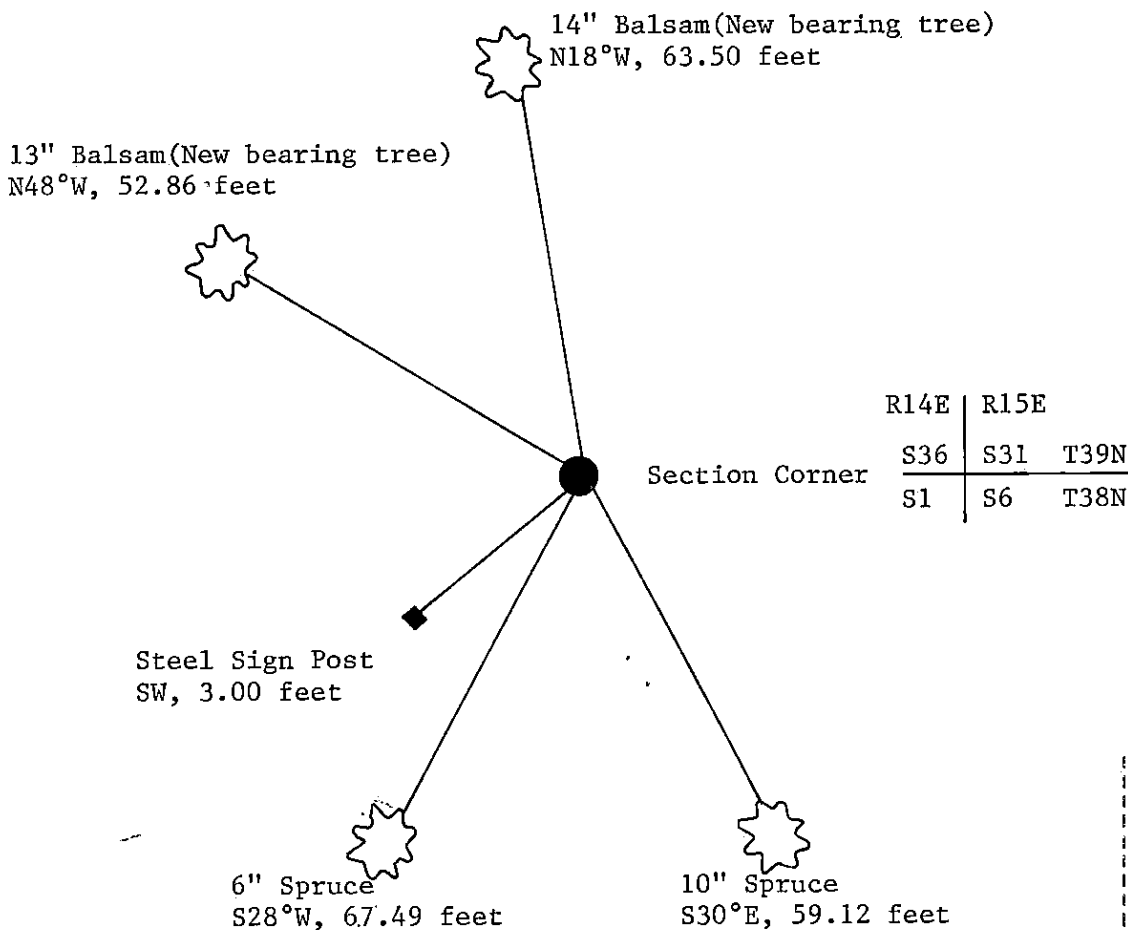 14" Balsam(New bearing tree)
N18°W, 63.50 feet
13" Balsam(New bearing tree)
N48°W, 52.86 feet
R14E R15E
Section Corner S36 S31 T39N
S1 S6 T38N
Steel Sign Post
SW, 3.00 feet
6" Spruce
S28°W, 67.49 feet
10" Spruce
S30°E, 59.12 feet